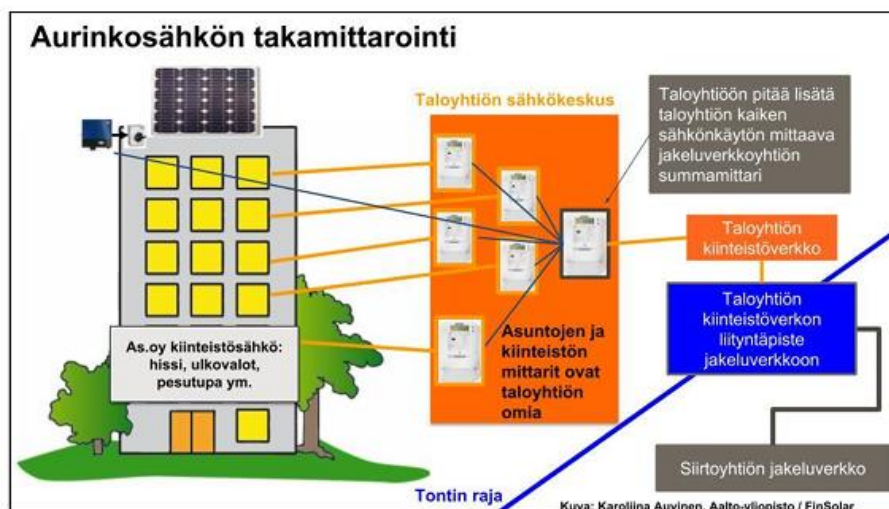 Aurinkosähkön takamittarointi
Taloyhtiön sähkökeskus
Taloyhtiöön pitää lisätä
taloyhtiön kaiken
sähkönkäytön mittaava
jakeluverkkoyhtiön
summamittari
Taloyhtiön
kiinteistöverkko
Taloyhtiön
kiinteistöverkon
liityntäpiste
jakeluverkkoon
As.oy kiinteistösähkö:
hissi, ulkovalot,
pesutupa ym.
Asuntojen ja
kiinteistön
mittarit ovat
taloyhtiön
omia
Siirtoyhtiön jakeluverkko
Tontin raja
Kuva: Karoliina Auvinen, Aalto-yliopisto / FinSolar